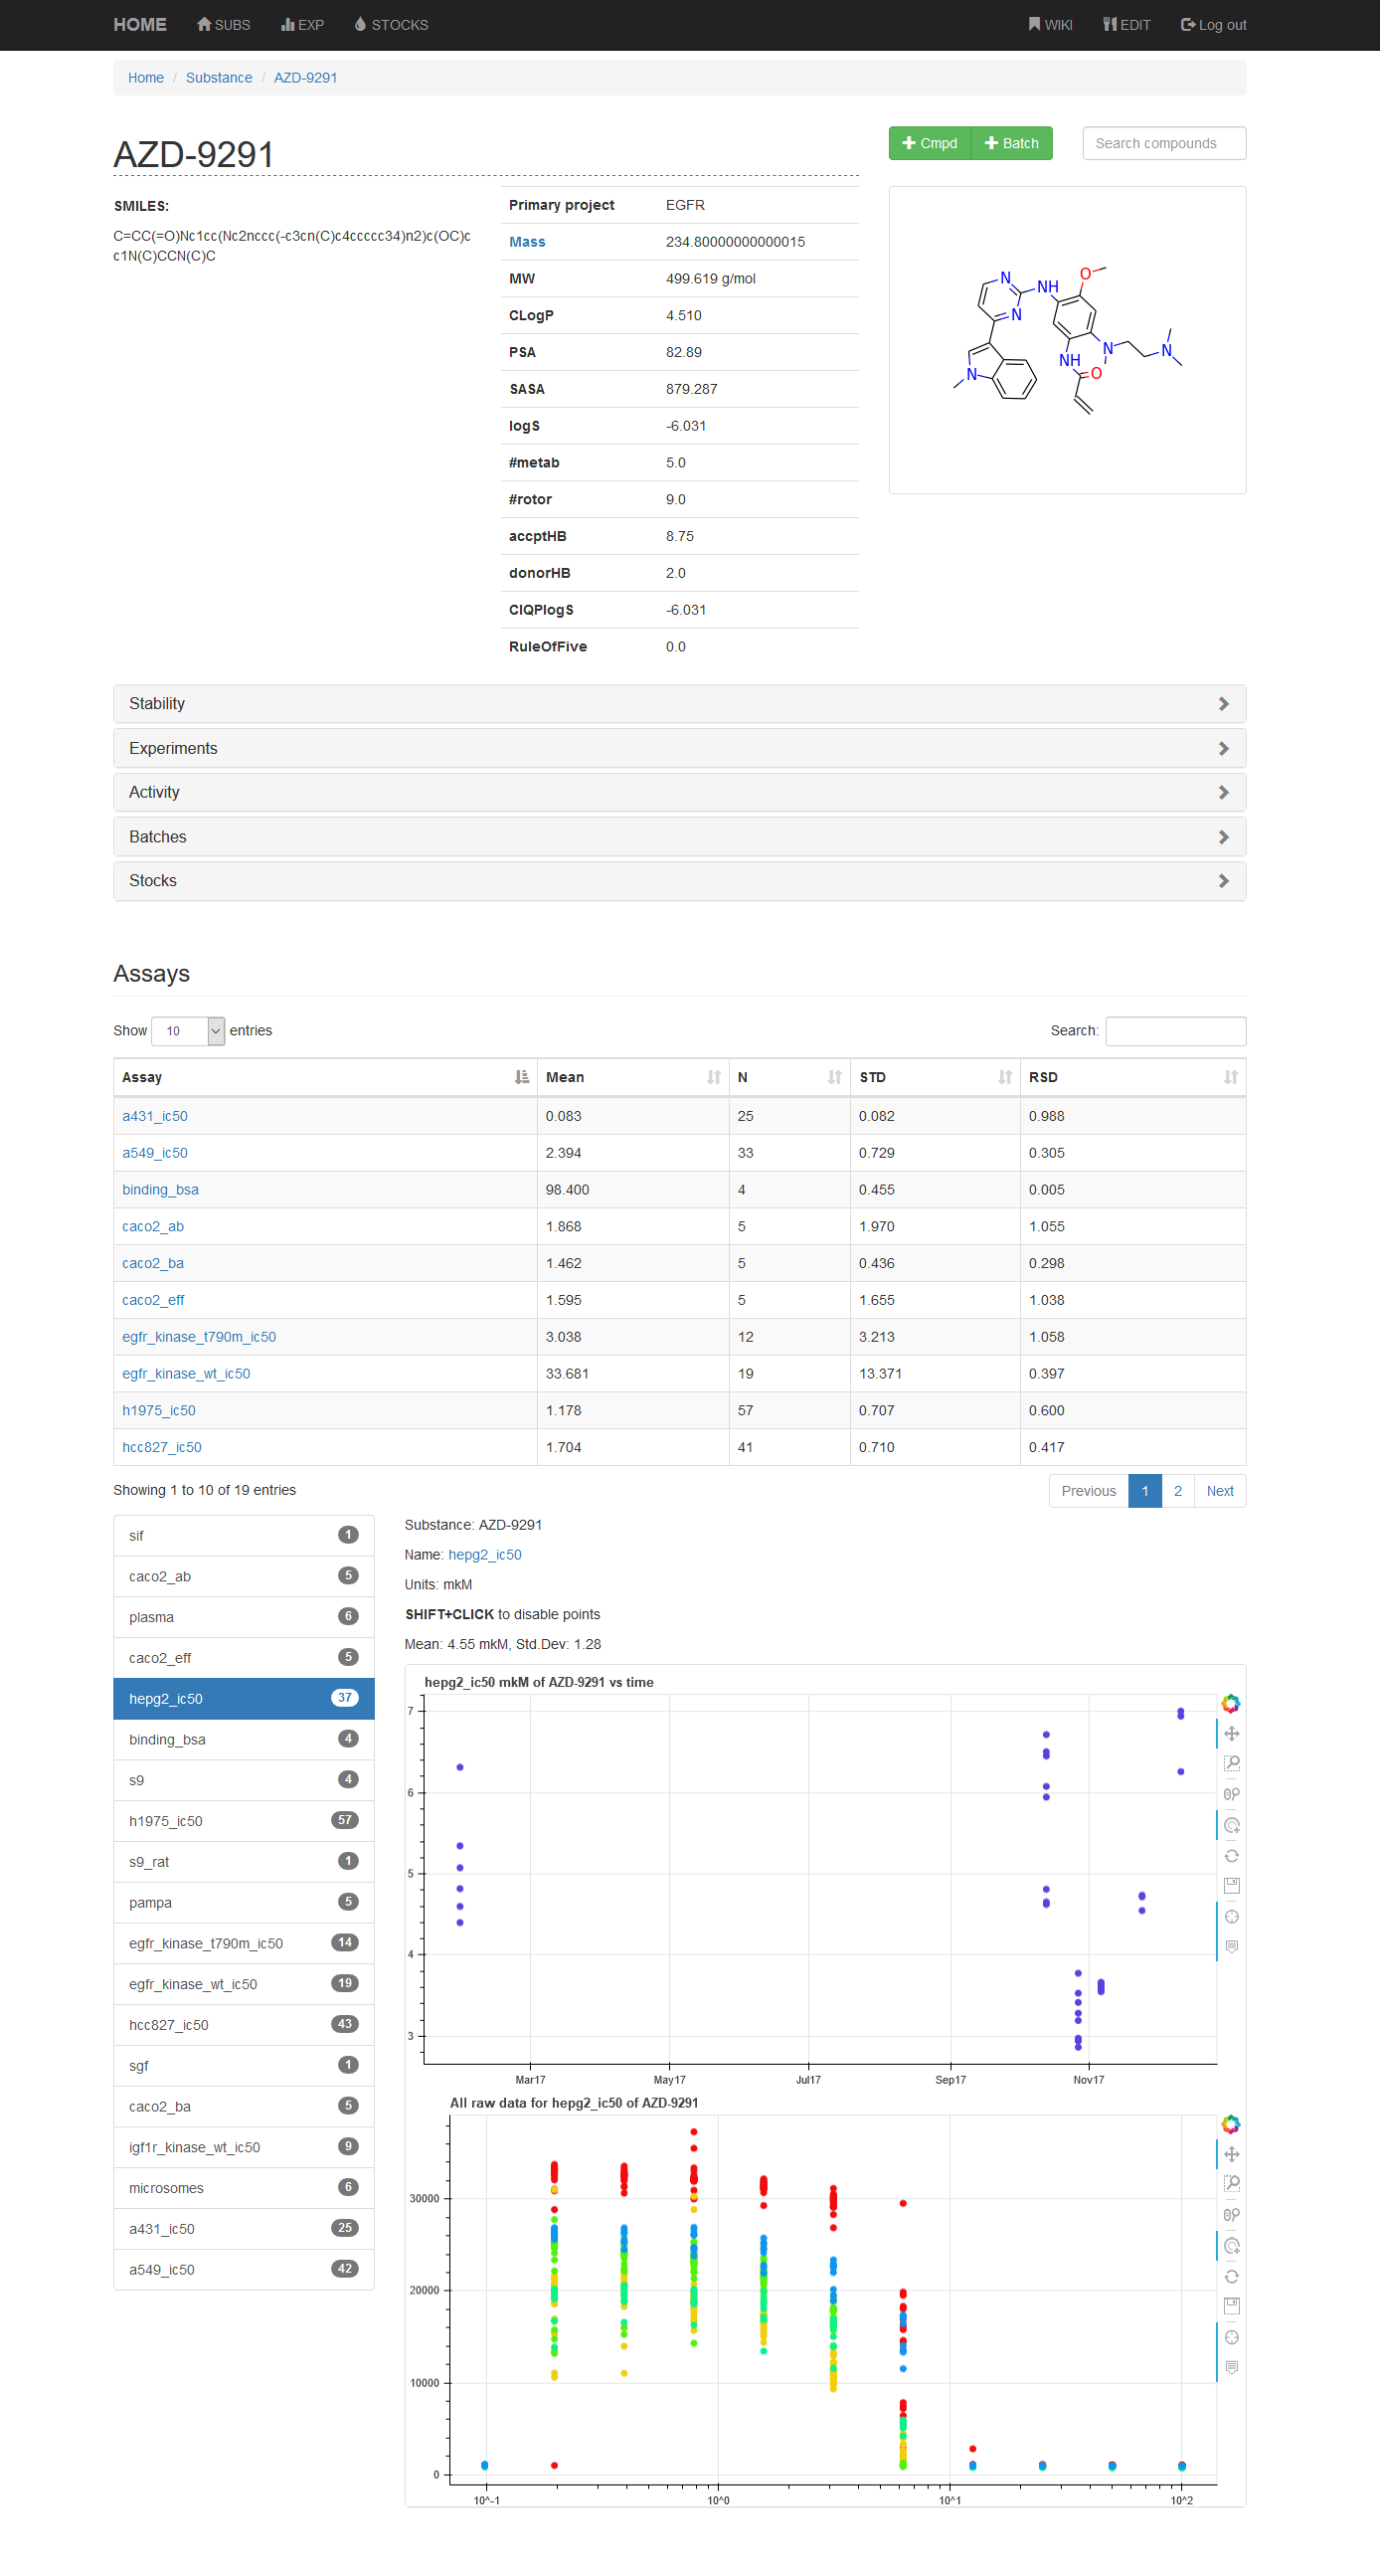 HOME SUBS EXP STOCKS WIKI EDIT Log out
Home / Substance / AZD-9291
AZD-9291
Cmpd Batch Search compounds
SMILES:
C=CC(=O)Nc1cc(Nc2nccc(-c3cn(C)c4ccccc34)n2)c(OC)c
c1N(C)CCN(C)C
Primary project EGFR
Mass 234.80000000000015
MW 499.619 g/mol
CLogP 4.510
PSA 82.89
SASA 879.287
logS -6.031
#metab 5.0
#rotor 9.0
accptHB 8.75
donorHB 2.0
CIQPlogS -6.031
RuleOfFive 0.0
N
NH
O
N
N
NH
O
N
N
Stability
Experiments
Activity
Batches
Stocks
Assays
Show 10 entries Search:
Assay Mean N STD RSD
a431_ic50 0.083 25 0.082 0.988
a549_ic50 2.394 33 0.729 0.305
binding_bsa 98.400 4 0.455 0.005
caco2_ab 1.868 5 1.970 1.055
caco2_ba 1.462 5 0.436 0.298
caco2_eff 1.595 5 1.655 1.038
egfr_kinase_t790m_ic50 3.038 12 3.213 1.058
egfr_kinase_wt_ic50 33.681 19 13.371 0.397
h1975_ic50 1.178 57 0.707 0.600
hcc827_ic50 1.704 41 0.710 0.417
Showing 1 to 10 of 19 entries Previous 1 2 Next
sif 1
caco2_ab 5
plasma 6
caco2_eff 5
hepg2_ic50 37
binding_bsa 4
s9 4
h1975_ic50 57
s9_rat 1
pampa 5
egfr_kinase_t790m_ic50 14
egfr_kinase_wt_ic50 19
hcc827_ic50 43
sgf 1
caco2_ba 5
igf1r_kinase_wt_ic50 9
microsomes 6
a431_ic50 25
a549_ic50 42
Substance: AZD-9291
Name: hepg2_ic50
Units: mkM
SHIFT+CLICK to disable points
Mean: 4.55 mkM, Std.Dev: 1.28
hepg2_ic50 mkM of AZD-9291 vs time
7
6
5
4
3
Mar17 May17 Jul17 Sep17 Nov17
All raw data for hepg2_ic50 of AZD-9291
30000
20000
10000
0
10^-1 10^0 10^1 10^2